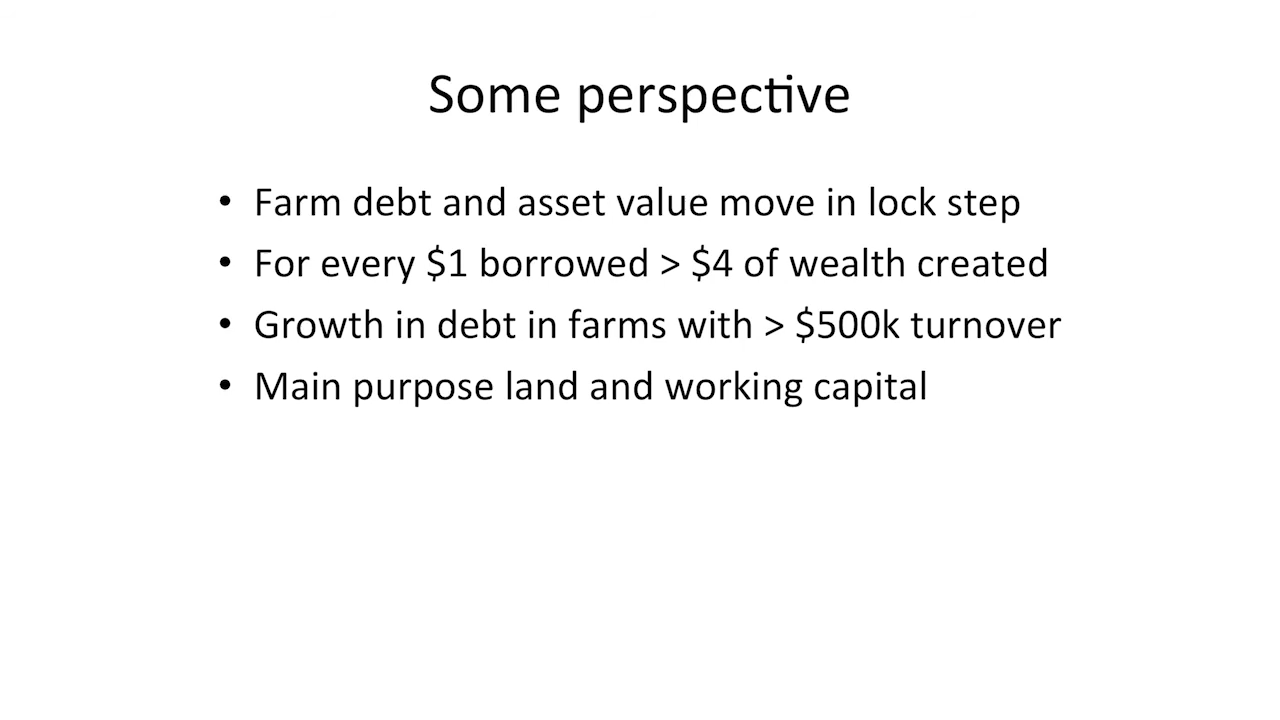 Some perspective
• Farm debt and asset value move in lock step
• For every $1 borrowed > $4 of wealth created
• Growth in debt in farms with > $500k turnover
• Main purpose land and working capital